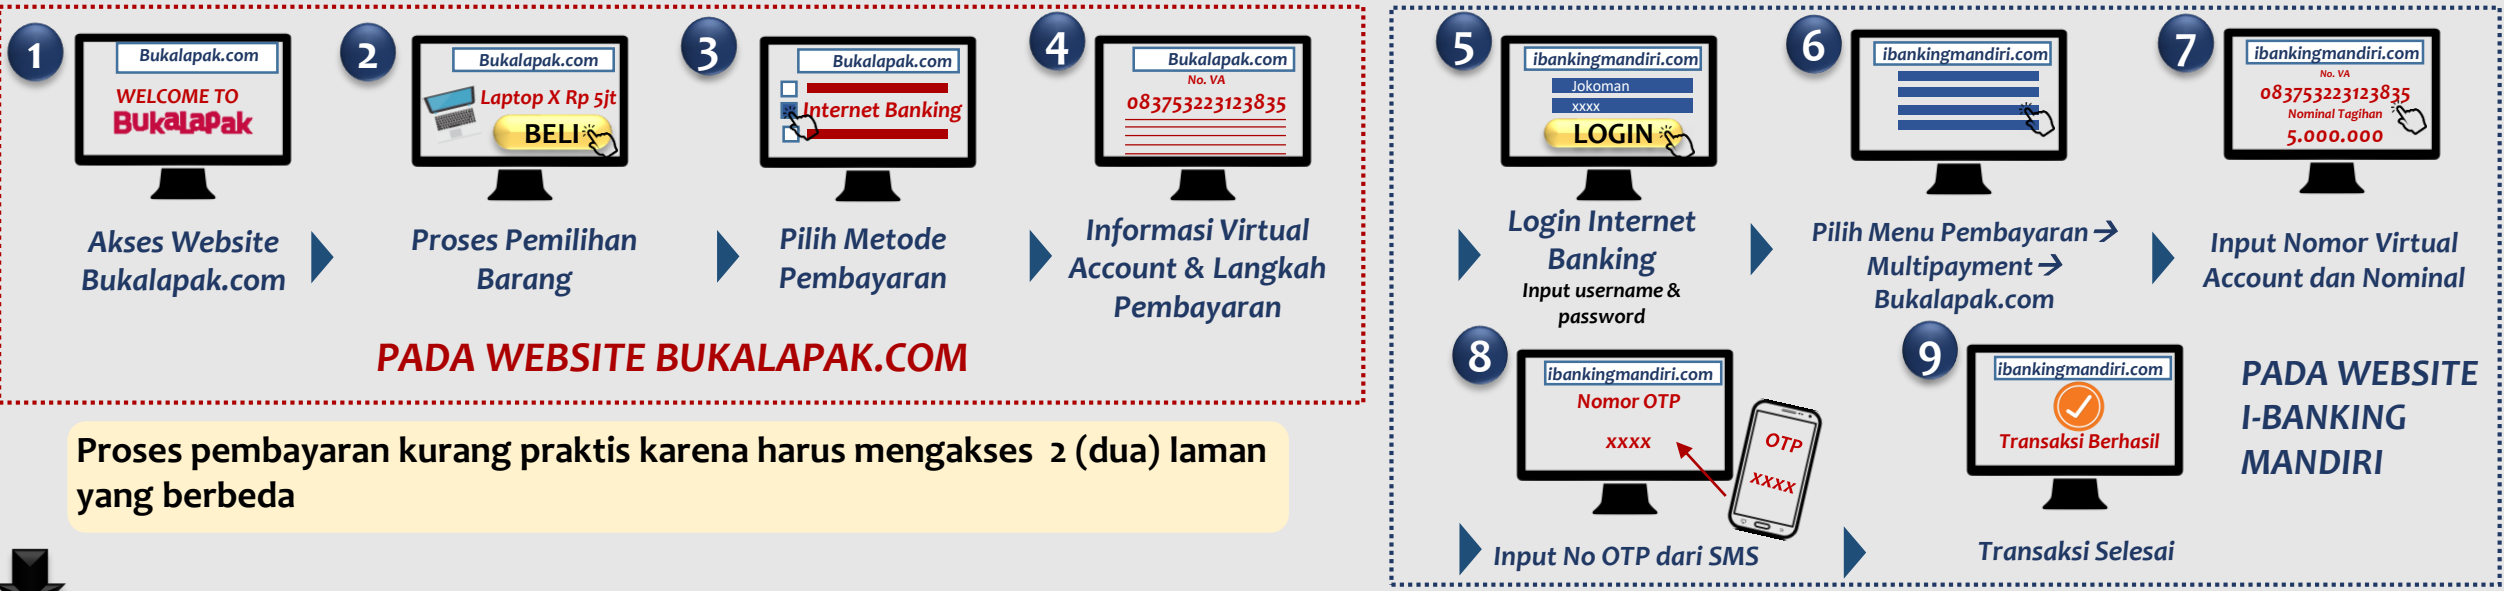 1
Bukalapak.com
WELCOME TO
BukaLapak
Akses Website
Bukalapak.com
2
Bukalapak.com
Laptop X Rp 5jt
BELI
Proses Pemilihan
Barang
3
Bukalapak.com
Internet Banking
Pilih Metode
Pembayaran
4
Bukalapak.com
No. VA
083753223123835
Informasi Virtual
Account & Langkah
Pembayaran
PADA WEBSITE BUKALAPAK.COM
Proses pembayaran kurang praktis karena harus mengakses 2 (dua) laman
yang berbeda
5
ibankingmandiri.com
Jokoman
xxxx
LOGIN
Login Internet
Banking
Input username &
password
6
ibankingmandiri.com
Pilih Menu Pembayaran →
Multipayment →
Bukalapak.com
7
ibankingmandiri.com
No. VA
083753223123835
Nominal Tagihan
5.000.000
Input Nomor Virtual
Account dan Nominal
8
ibankingmandiri.com
Nomor OTP
xxxx
OTP
xxxx
Input No OTP dari SMS
9
ibankingmandiri.com
Transaksi Berhasil
Transaksi Selesai
PADA WEBSITE
I-BANKING
MANDIRI